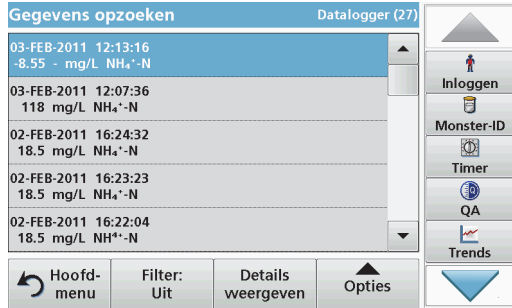 Gegevens opzoeken
Datalogger (27)
03-FEB-2011 12:13:16
-8.55 - mg/L NH₄⁺-N
03-FEB-2011 12:07:36
118 mg/L NH₄⁺-N
02-FEB-2011 16:24:32
18.5 mg/L NH₄⁺-N
02-FEB-2011 16:23:23
18.5 mg/L NH₄⁺-N
02-FEB-2011 16:22:04
18.5 mg/L NH⁴⁺-N
Inloggen
Monster-ID
Timer
QA
Trends
Hoofd-
menu
Filter:
Uit
Details
weergeven
Opties